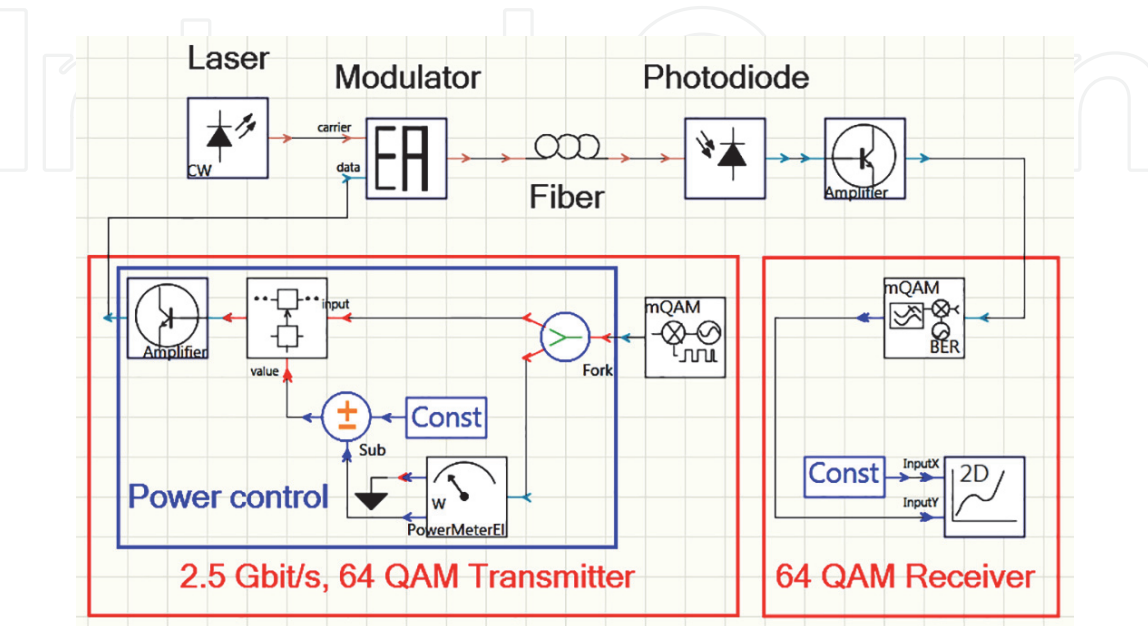 Laser
Modulator
Photodiode
carrier
data
CW
EA
Fiber
Amplifier
input
mQAM
mQAM
BER
Amplifier
value
Fork
Const
Sub
Power control
W
PowerMeterEl
Const
InputX
InputY
2D
2.5 Gbit/s, 64 QAM Transmitter
64 QAM Receiver